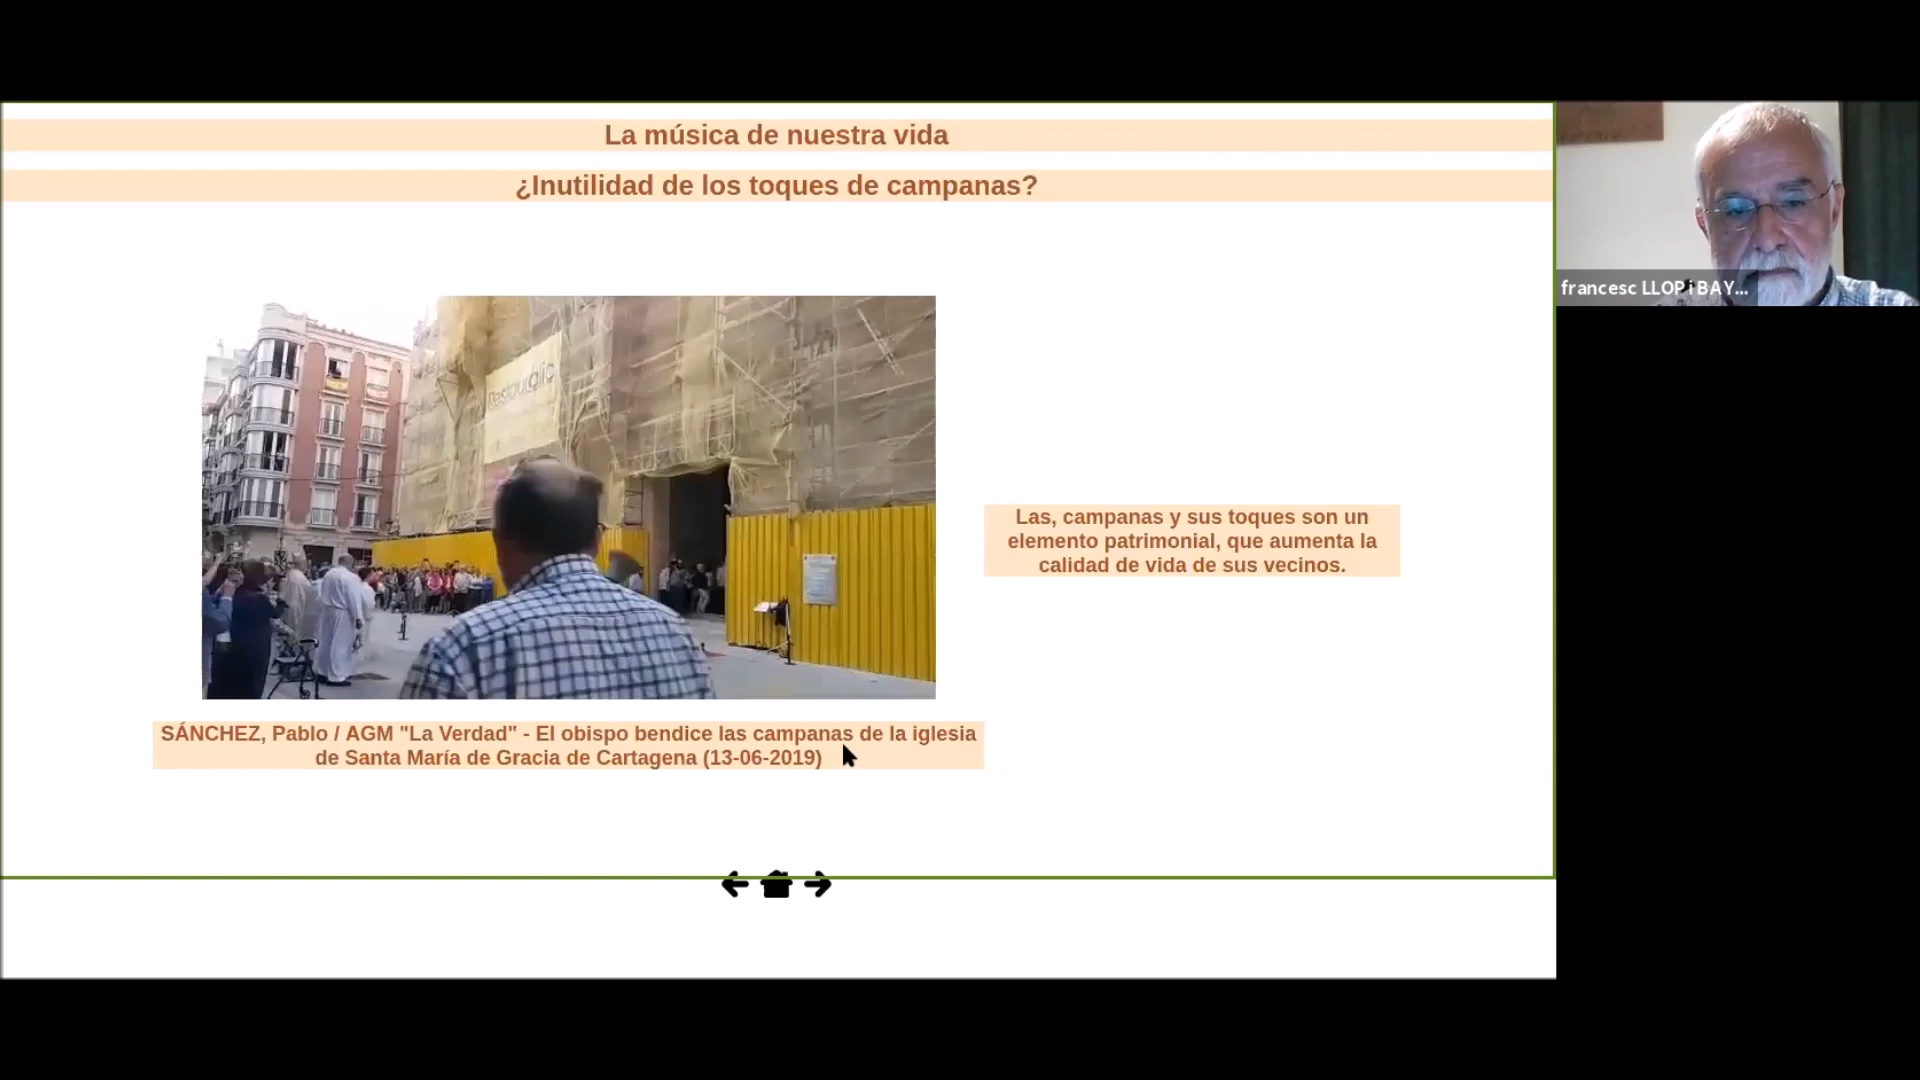 La música de nuestra vida
¿Inutilidad de los toques de campanas?
Las, campanas y sus toques son un
elemento patrimonial, que aumenta la
calidad de vida de sus vecinos.
SÁNCHEZ, Pablo / AGM "La Verdad" - El obispo bendice las campanas de la iglesia
de Santa María de Gracia de Cartagena (13-06-2019)
francesc LLOP i BAY...